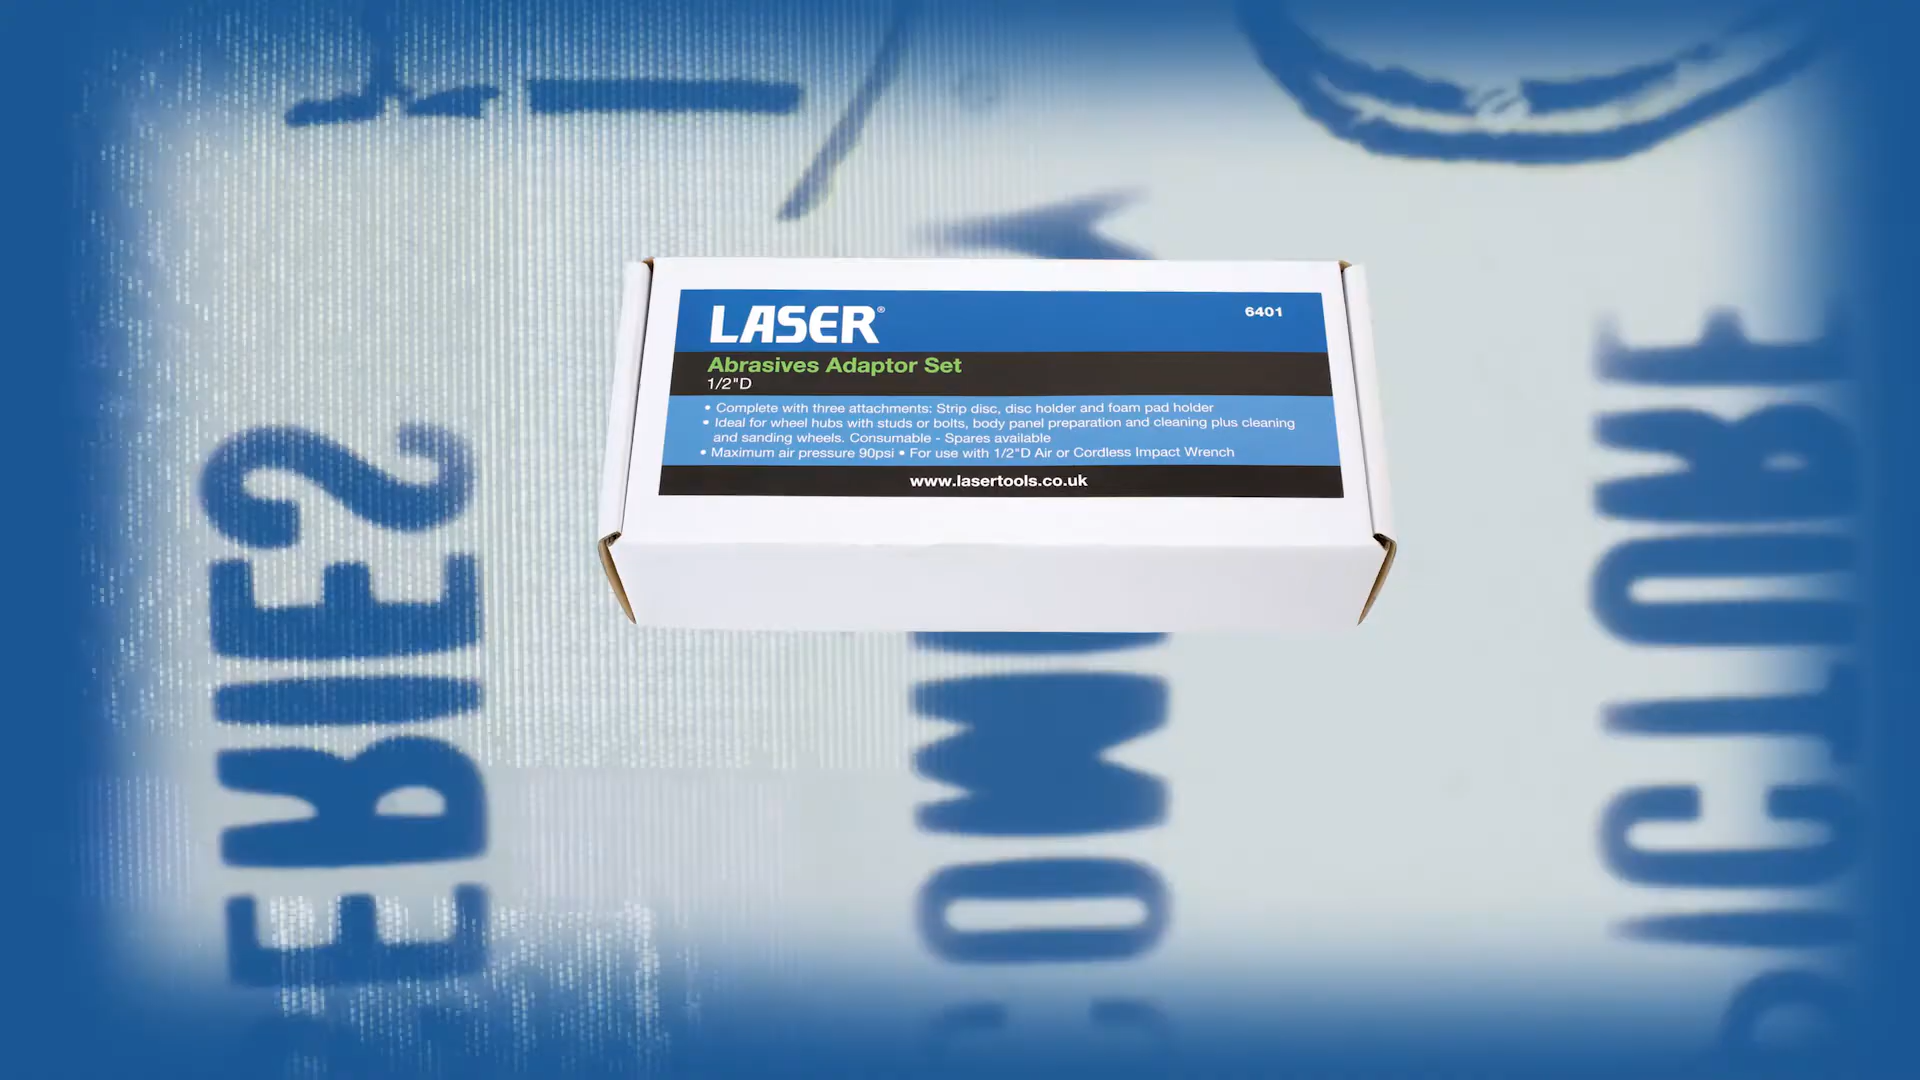 LASER®
6401
Abrasives Adaptor Set
1/2"D
• Complete with three attachments: Strip disc, disc holder and foam pad holder
• Ideal for wheel hubs with studs or bolts, body panel preparation and cleaning plus cleaning
and sanding wheels. Consumable - Spares available
• Maximum air pressure 90psi • For use with 1/2"D Air or Cordless Impact Wrench
www.lasertools.co.uk